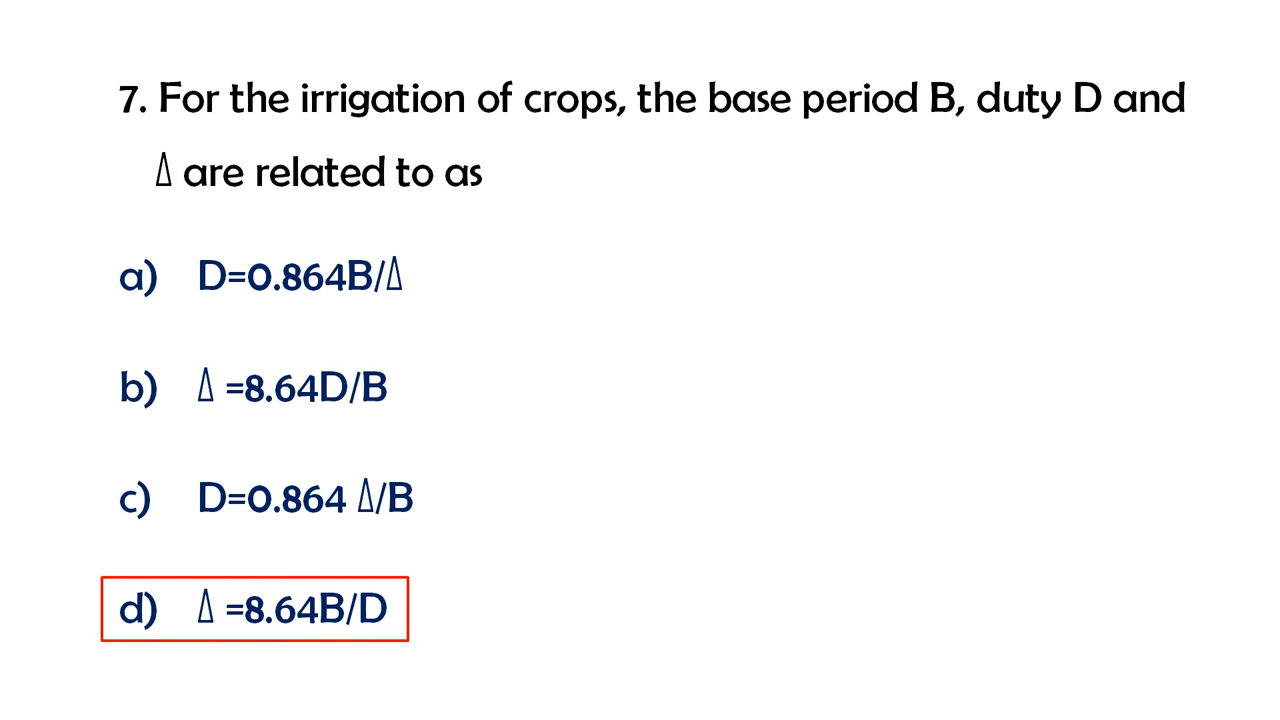 7. For the irrigation of crops, the base period B, duty D and
Δ are related to as
a) D=0.864B/Δ
b) Δ =8.64D/B
c) D=0.864 Δ/B
d) Δ =8.64B/D